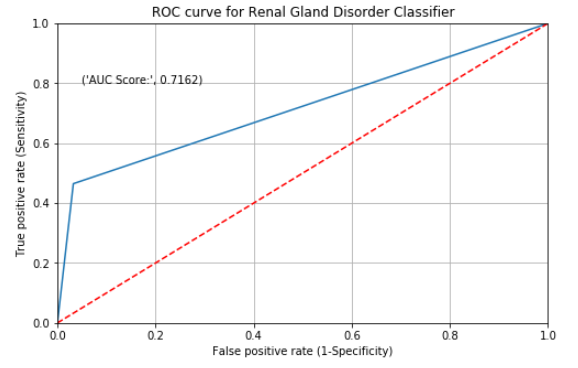 ROC curve for Renal Gland Disorder Classifier
1.0
('AUC Score:', 0.7162)
0.8
0.6
0.4
0.2
0.0
True positive rate (Sensitivity)
0.0 0.2 0.4 0.6 0.8 1.0
False positive rate (1-Specificity)